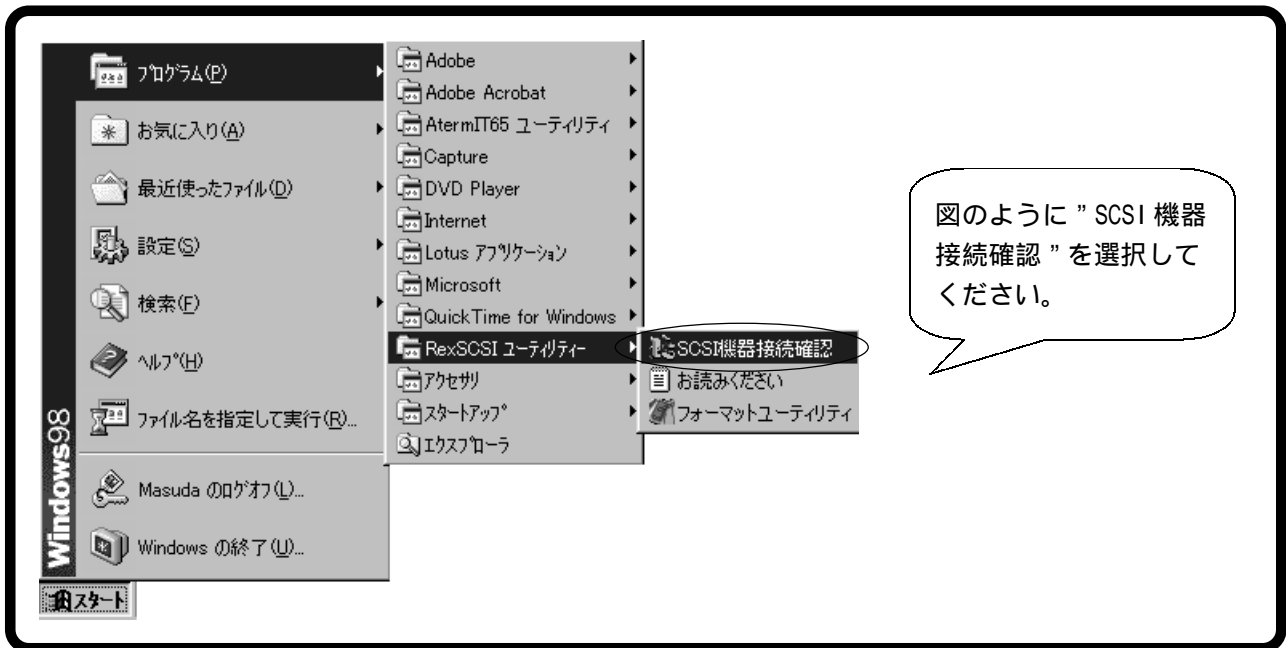 プログラム(P)
お気に入り(A)
最近使ったファイル(D)
設定(S)
検索(F)
ヘルプ(H)
ファイル名を指定して実行(R)...
Masuda のログオフ(L)...
Windows の終了(U)...
Windows98
スタート
Adobe
Adobe Acrobat
AtermIT65 ユーティリティ
Capture
DVD Player
Internet
Lotus アプリケーション
Microsoft
QuickTime for Windows
RexSCSI ユーティリティー
アクセサリ
スタートアップ
エクスプローラ
SCSI機器接続確認
お読みください
フォーマットユーティリティ
図のように ” SCSI 機器
接続確認 ” を選択して
ください。